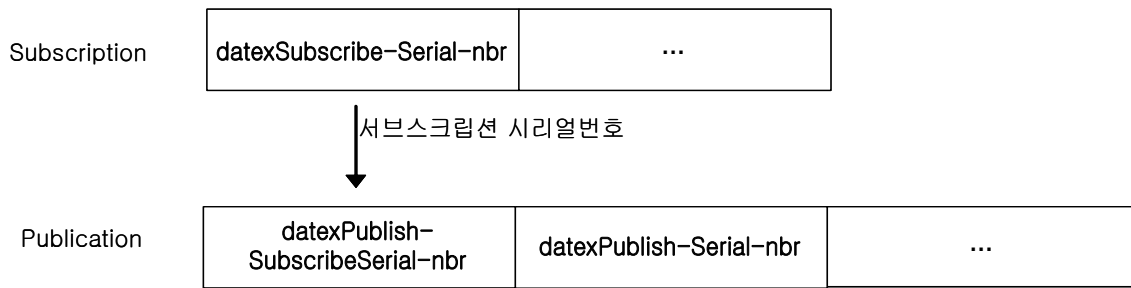 Subscription
datexSubscribe-Serial-nbr
...
서브스크립션 시리얼번호
Publication
datexPublish-
SubscribeSerial-nbr
datexPublish-Serial-nbr
...